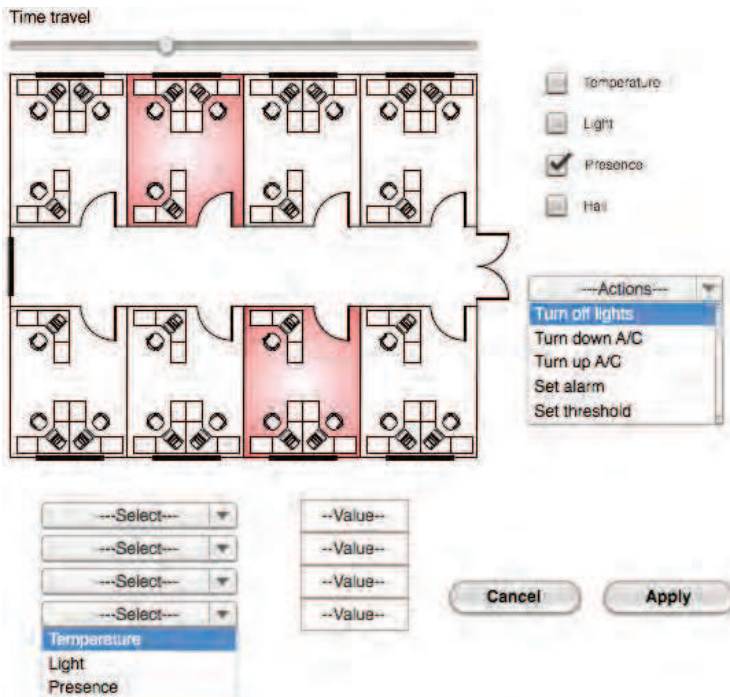 Time travel
Temperature
Light
Presence
Hall
---Actions---
Turn off lights
Turn down A/C
Turn up A/C
Set alarm
Set threshold
---Select--- --Value--
---Select--- --Value--
---Select--- --Value--
---Select--- --Value--
Temperature
Light
Presence
Cancel Apply